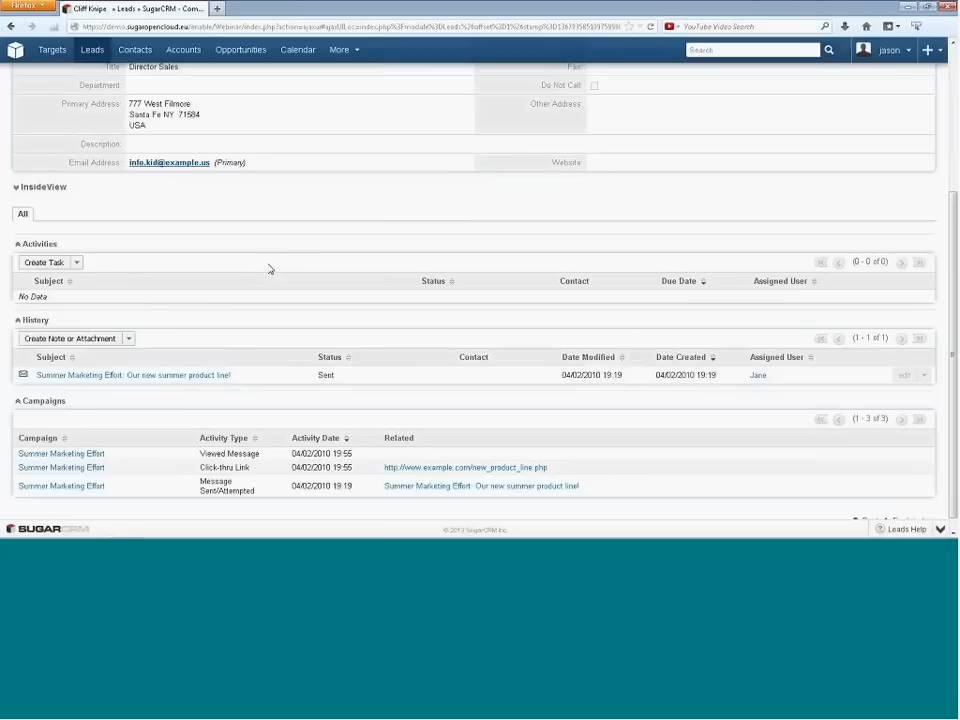 Firefox
Cliff Knipe » Leads » SugarCRM - Com...
YouTube Video Search
Targets Leads Contacts Accounts Opportunities Calendar More Search jason
Title: Director Sales Fax:
Department: Do Not Call:
Primary Address: 777 West Filmore Other Address:
Santa Fe NY 71584
USA
Description:
Email Address: info.kid@example.us (Primary) Website:
InsideView
All
Activities
Create Task (0 - 0 of 0)
Subject Status Contact Due Date Assigned User
No Data
History
Create Note or Attachment (1 - 1 of 1)
Subject Status Contact Date Modified Date Created Assigned User
Summer Marketing Effort: Our new summer product line! Sent 04/02/2010 19:19 04/02/2010 19:19 Jane edit
Campaigns
(1 - 3 of 3)
Campaign Activity Type Activity Date Related
Summer Marketing Effort Viewed Message 04/02/2010 19:55
Summer Marketing Effort Click-thru Link 04/02/2010 19:55 http://www.example.com/new_product_line.php
Summer Marketing Effort Message Sent/Attempted 04/02/2010 19:19 Summer Marketing Effort: Our new summer product line!
SUGARCRM © 2013 SugarCRM Inc. Leads Help